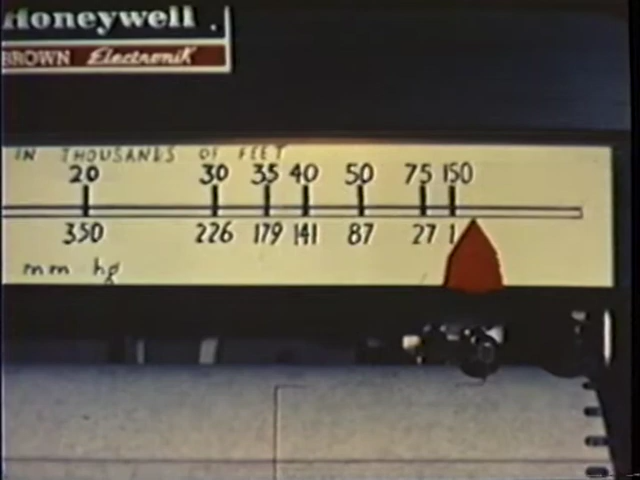 Honeywell
BROWN ElectroniK
IN THOUSANDS OF FEET
20 30 35 40 50 75 150
350 226 179 141 87 27 1
mm hg